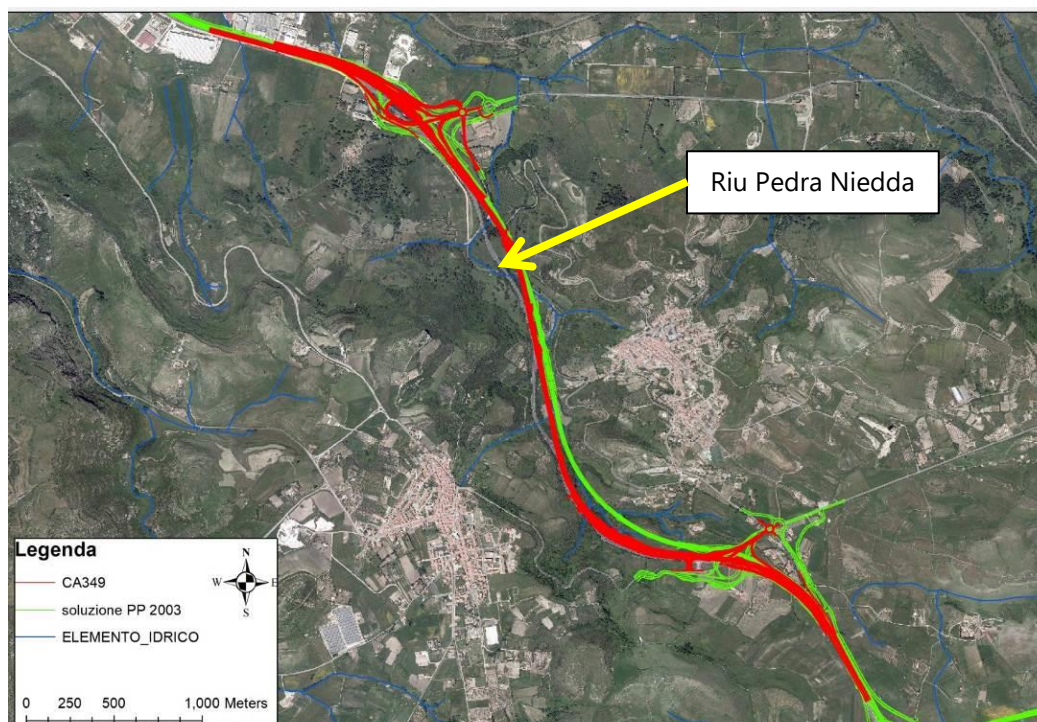 Riu Pedra Niedda
Legenda
CA349
soluzione PP 2003
ELEMENTO_IDRICO
N
W E
S
0 250 500 1,000 Meters